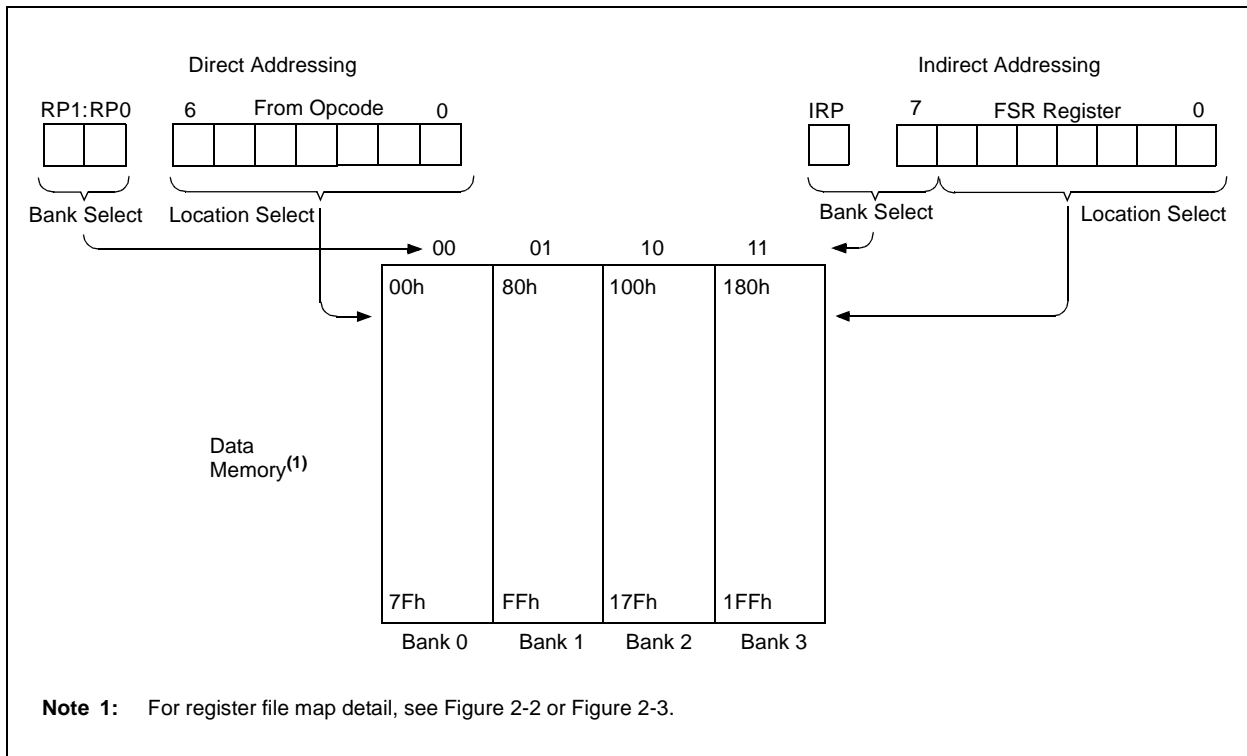 Direct Addressing
Indirect Addressing
RP1:RP0 6 From Opcode 0
IRP 7 FSR Register 0
Bank Select Location Select
Bank Select Location Select
00 01 10 11
00h 80h 100h 180h
Data
Memory(1)
7Fh FFh 17Fh 1FFh
Bank 0 Bank 1 Bank 2 Bank 3
Note 1: For register file map detail, see Figure 2-2 or Figure 2-3.